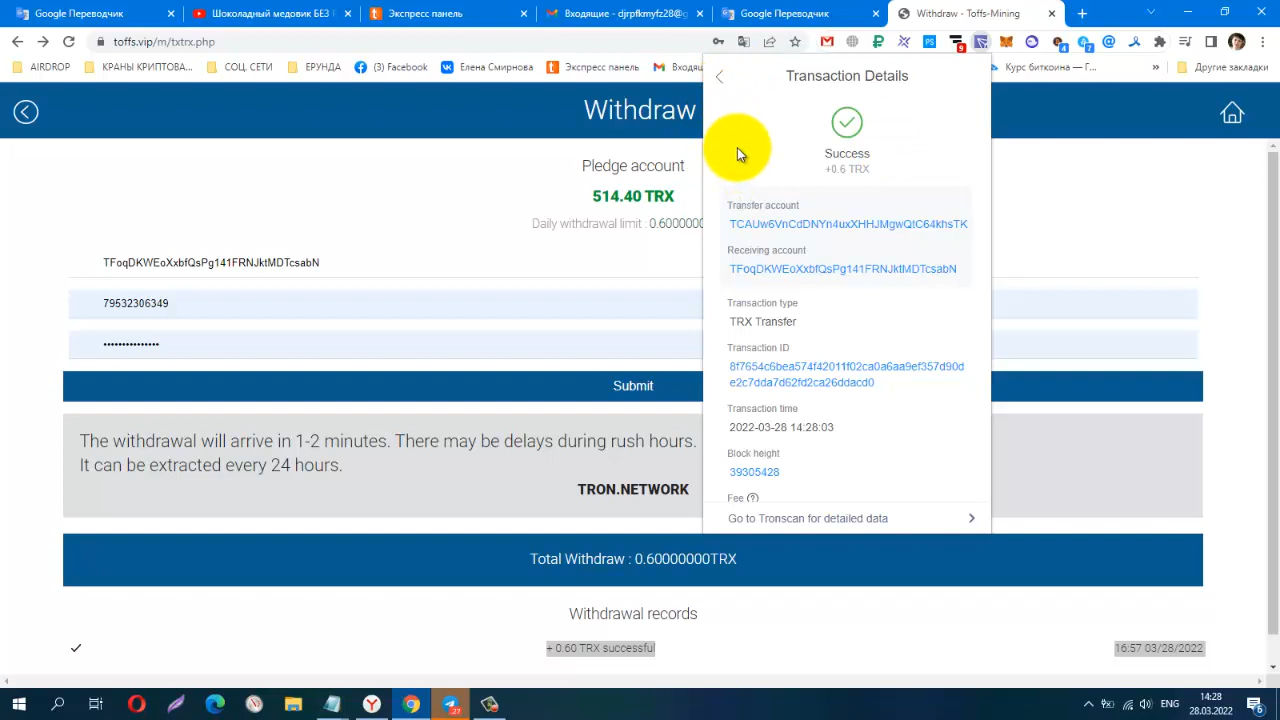 Google Переводчик
Шоколадный медовик БЕЗ
Экспресс панель
Входящие - djrpfkmyfz28@g
Google Переводчик
Withdraw - Toffs-Mining
toffs.vip/m/txtrx.php
AIRDROP
КРАНЫ КРИПТОВА...
СОЦ. СЕТИ
ЕРУНДА
(3) Facebook
Елена Смирнова
Экспресс панель
Входящ
Курс биткоина — Г...
»
Другие закладки
Withdraw
Pledge account
514.40 TRX
Daily withdrawal limit : 0.6000000
TFoqDKWEoXxbfQsPg141FRNJktMDTcsabN
79532306349
•••••••••••••••
Submit
The withdrawal will arrive in 1-2 minutes. There may be delays during rush hours.
It can be extracted every 24 hours.
TRON.NETWORK
Total Withdraw : 0.60000000TRX
Withdrawal records
+ 0.60 TRX successful
16:57 03/28/2022
Transaction Details
Success
+0.6 TRX
Transfer account
TCAUw6VnCdDNYn4uxXHHJMgwQtC64khsTK
Receiving account
TFoqDKWEoXxbfQsPg141FRNJktMDTcsabN
Transaction type
TRX Transfer
Transaction ID
8f7654c6bea574f42011f02ca0a6aa9ef357d90d
e2c7dda7d62fd2ca26ddacd0
Transaction time
2022-03-28 14:28:03
Block height
39305428
Fee
Go to Tronscan for detailed data
ENG
14:28
28.03.2022